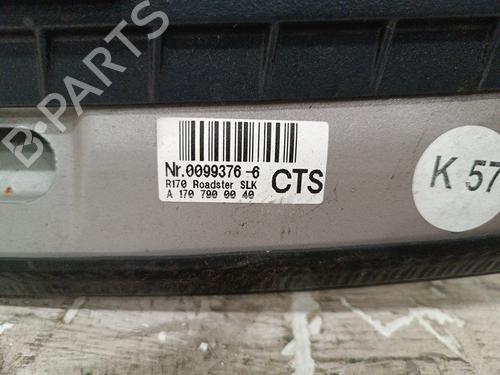 B-PARTS
Nr.0099376-6
R170 Roadster SLK
A 170 790 00 40
CTS
K 57